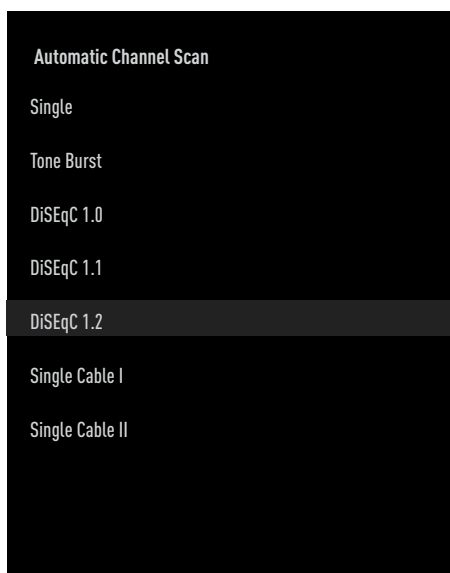 Automatic Channel Scan
Single
Tone Burst
DiSEqC 1.0
DiSEqC 1.1
DiSEqC 1.2
Single Cable I
Single Cable II